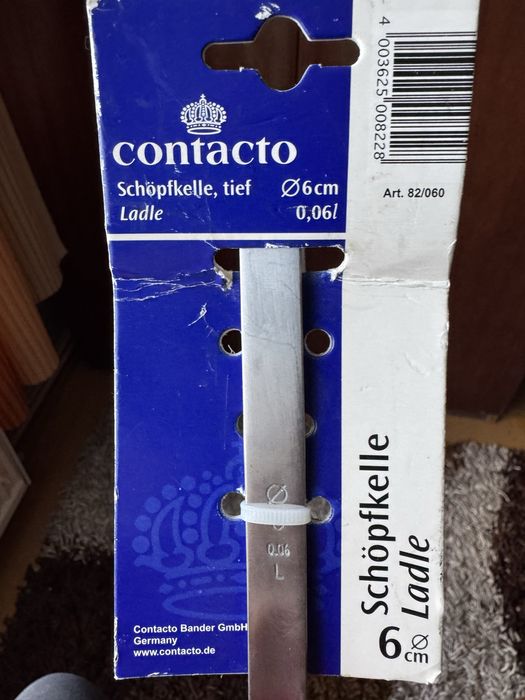 contacto
Schöpfkelle, tief Ø6cm
Ladle 0,06l
4 003625 008228
Art. 82/060
Ø
0.06
L
Schöpfkelle
Ladle
6 Ø cm
Contacto Bander GmbH
Germany
www.contacto.de